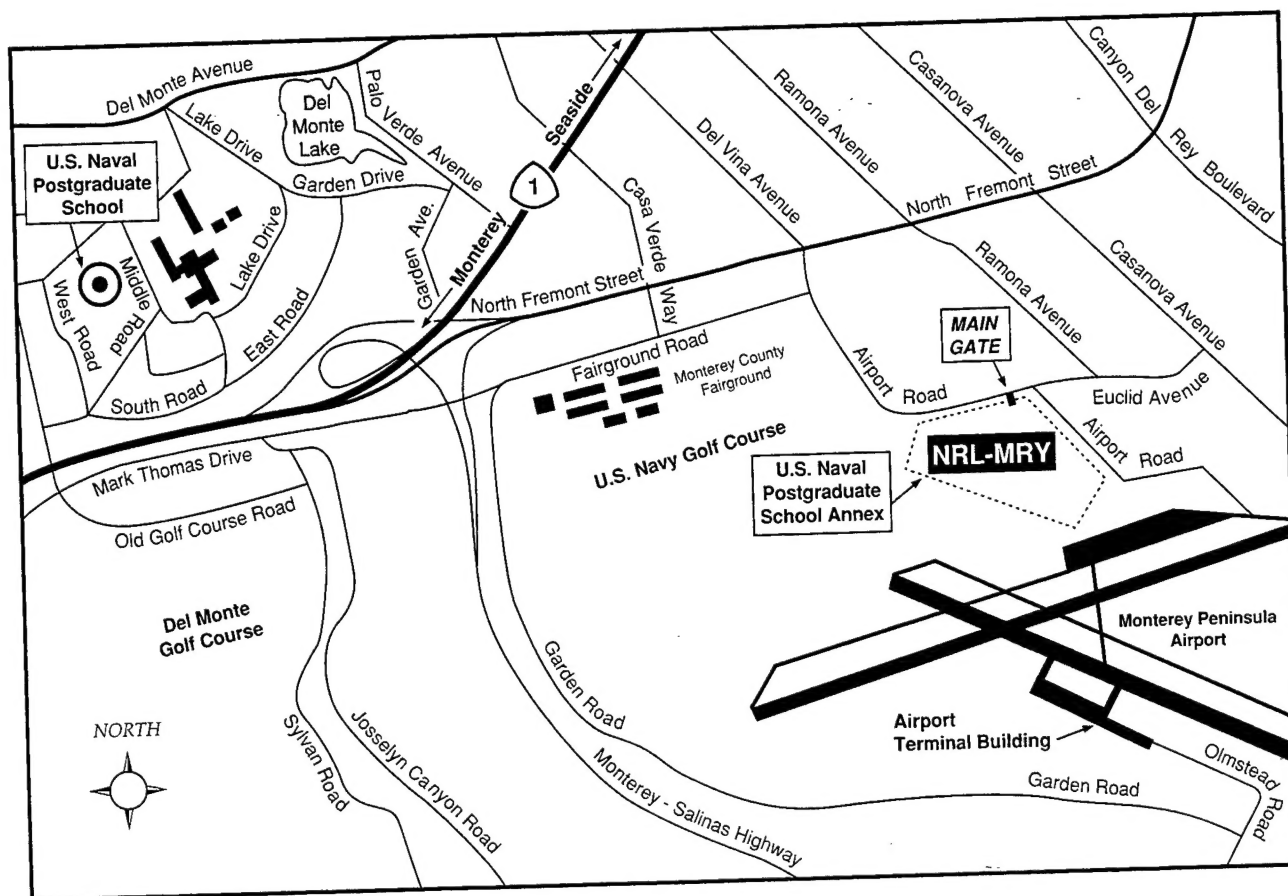 Del Monte Avenue
Palo Verde Avenue
Seaside
Del Vina Avenue
Ramona Avenue
Casanova Avenue
Canyon Del
Rey Boulevard
Lake Drive
Del
Monte
Lake
U.S. Naval
Postgraduate
School
Garden Drive
1
Casa Verde
Way
North Fremont Street
Garden Ave.
Monterey
Lake Drive
Middle
Road
West Road
East Road
North Fremont Street
Ramona Avenue
Casanova Avenue
MAIN
GATE
Fairground Road
Monterey County
Fairground
Airport
Road
Euclid Avenue
South Road
U.S. Navy Golf Course
NRL-MRY
Airport
Road
Mark Thomas Drive
U.S. Naval
Postgraduate
School Annex
Old Golf Course Road
Del Monte
Golf Course
Monterey Peninsula
Airport
Garden Road
NORTH
Sylvan Road
Josselyn Canyon Road
Airport
Terminal Building
Olmstead
Road
Monterey - Salinas Highway
Garden Road